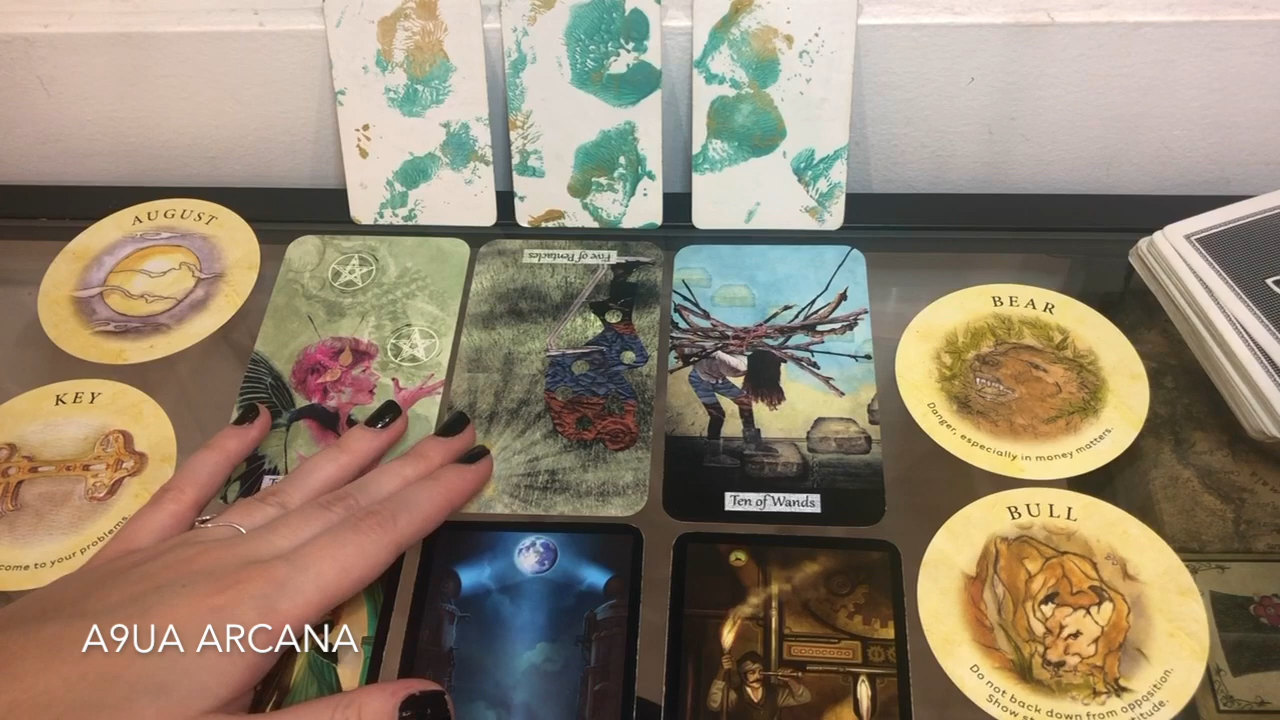 AUGUST
KEY
come to your problems.
Five of Pentacles
Ten of Wands
BEAR
Danger, especially in money matters.
BULL
Do not back down from opposition.
A9UA ARCANA